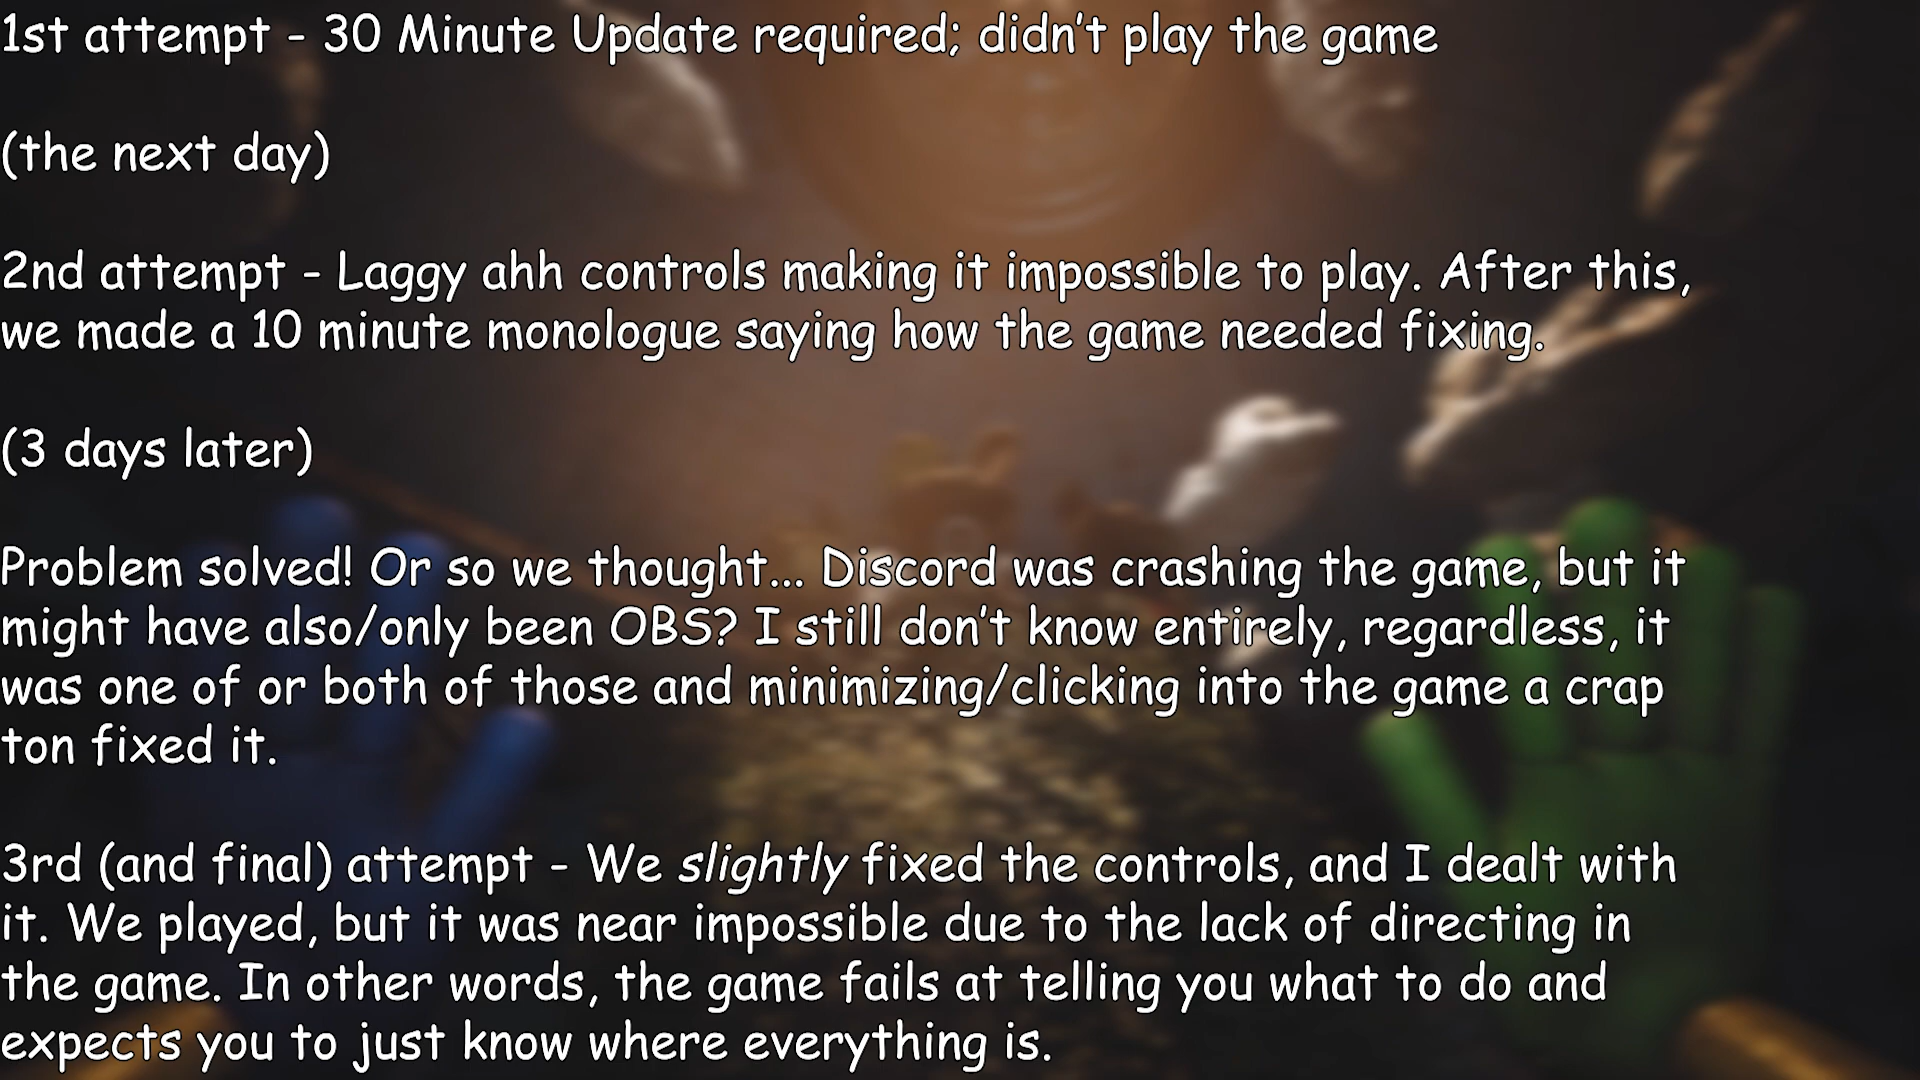 1st attempt - 30 Minute Update required; didn't play the game
(the next day)
2nd attempt - Laggy ahh controls making it impossible to play. After this,
we made a 10 minute monologue saying how the game needed fixing.
(3 days later)
Problem solved! Or so we thought... Discord was crashing the game, but it
might have also/only been OBS? I still don't know entirely, regardless, it
was one of or both of those and minimizing/clicking into the game a crap
ton fixed it.
3rd (and final) attempt - We slightly fixed the controls, and I dealt with
it. We played, but it was near impossible due to the lack of directing in
the game. In other words, the game fails at telling you what to do and
expects you to just know where everything is.